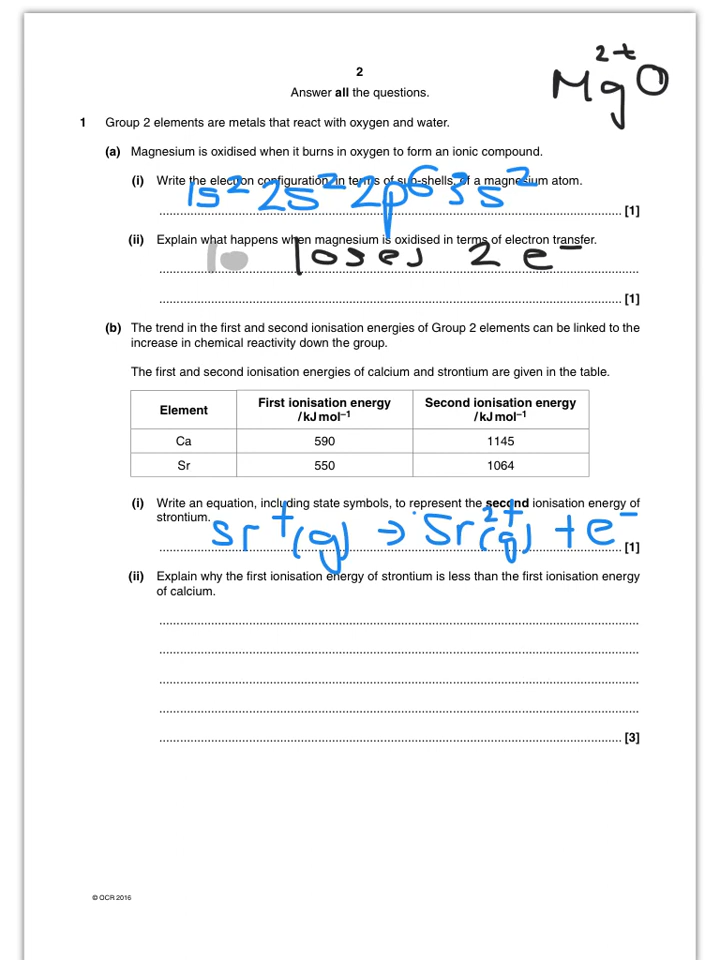 2
Mg²⁺O
Answer all the questions.
1 Group 2 elements are metals that react with oxygen and water.
(a) Magnesium is oxidised when it burns in oxygen to form an ionic compound.
(i) Write the electron configuration, in terms of sub-shells, of a magnesium atom.
1s² 2s² 2p⁶ 3s²
[1]
(ii) Explain what happens when magnesium is oxidised in terms of electron transfer.
loses 2 e⁻
[1]
(b) The trend in the first and second ionisation energies of Group 2 elements can be linked to the
increase in chemical reactivity down the group.
The first and second ionisation energies of calcium and strontium are given in the table.
Element First ionisation energy /kJ mol⁻¹ Second ionisation energy /kJ mol⁻¹
Ca 590 1145
Sr 550 1064
(i) Write an equation, including state symbols, to represent the second ionisation energy of
strontium.
Sr⁺(g) → Sr²⁺(g) + e⁻
[1]
(ii) Explain why the first ionisation energy of strontium is less than the first ionisation energy
of calcium.
[3]
© OCR 2016